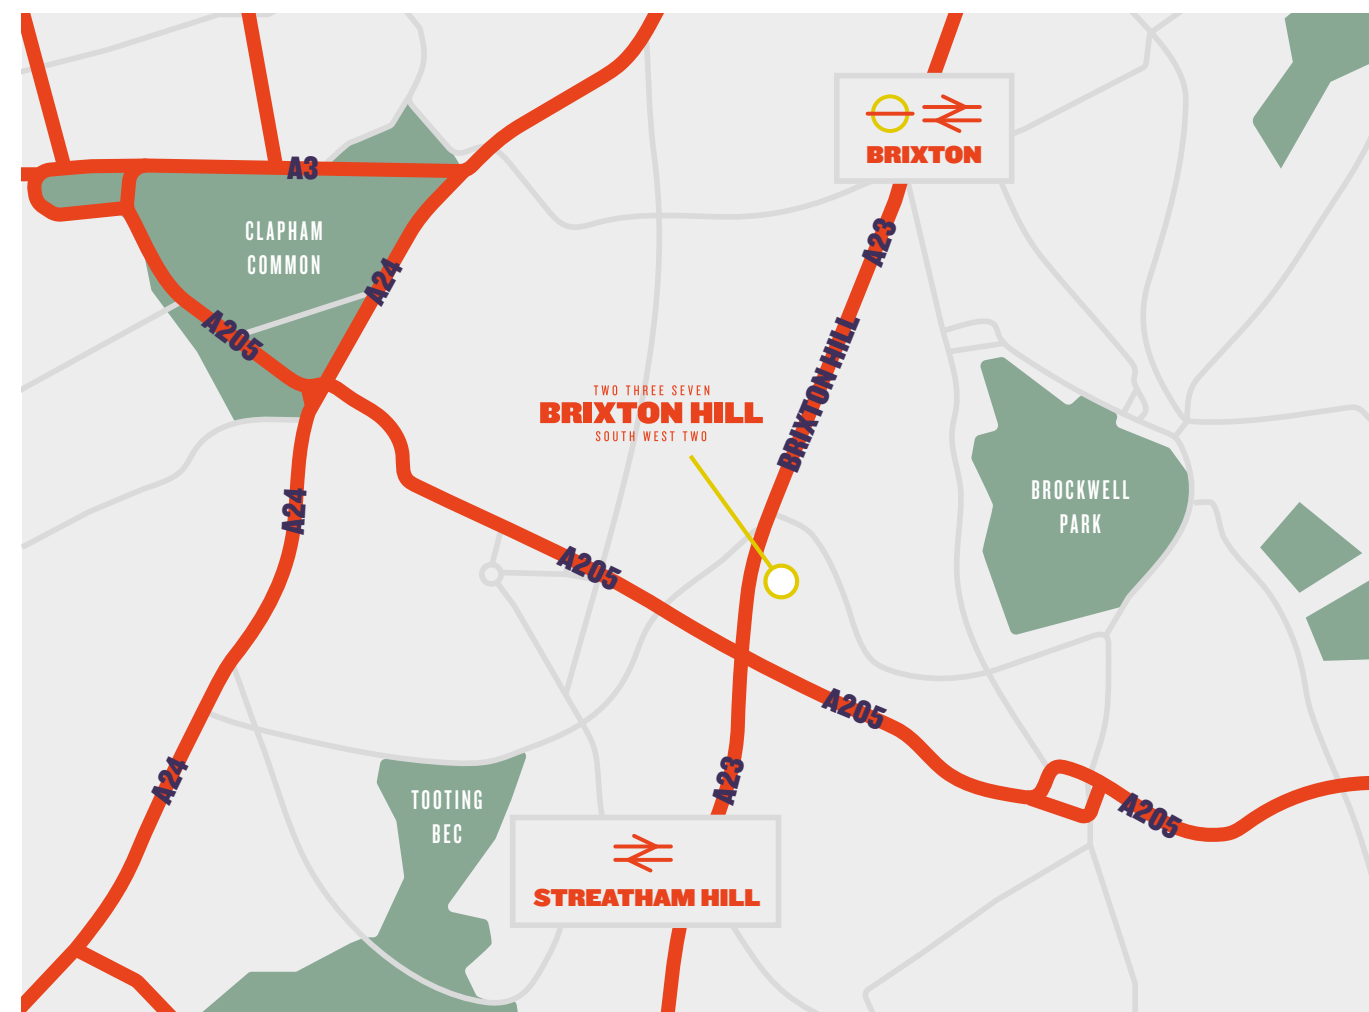 BRIXTON
A3
CLAPHAM
COMMON
A24
A23
A205
BRIXTON HILL
TWO THREE SEVEN
BRIXTON HILL
SOUTH WEST TWO
A24
BROCKWELL
PARK
A205
A205
A24
A23
TOOTING
BEC
A205
STREATHAM HILL